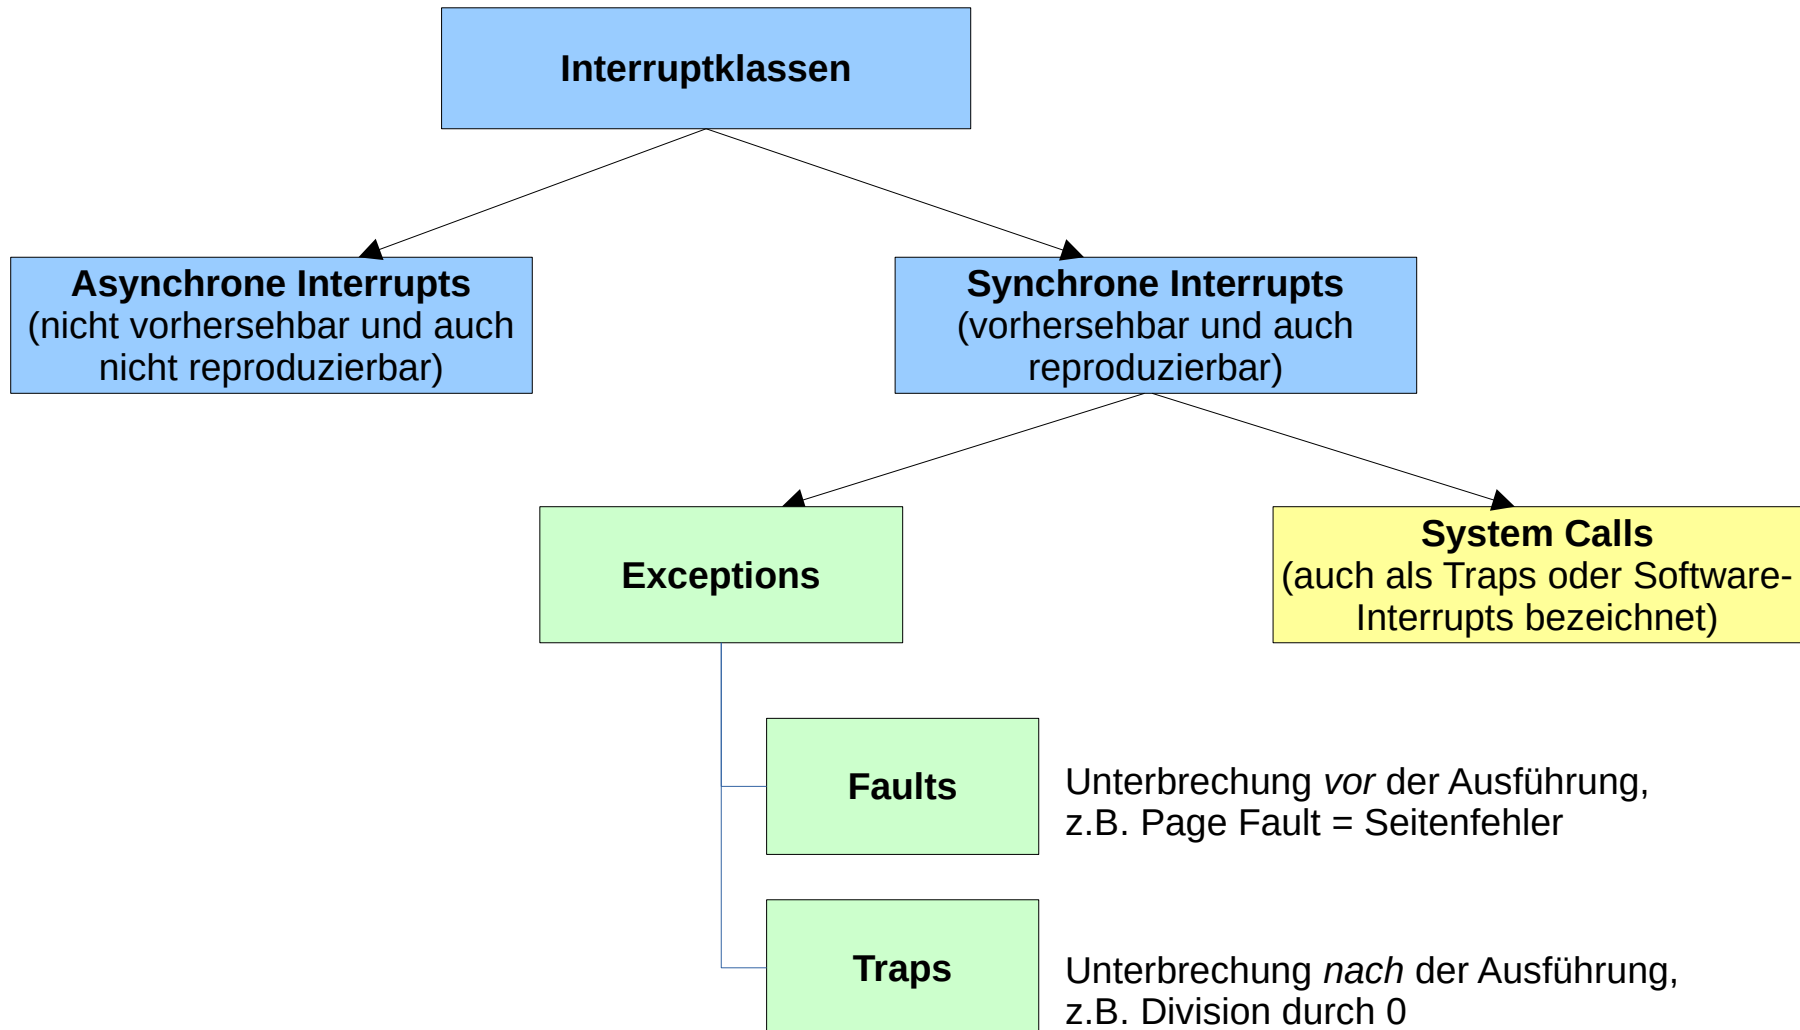 Interruptklassen
Asynchrone Interrupts
(nicht vorhersehbar und auch
nicht reproduzierbar)
Synchrone Interrupts
(vorhersehbar und auch
reproduzierbar)
Exceptions
System Calls
(auch als Traps oder Software-
Interrupts bezeichnet)
Faults
Unterbrechung vor der Ausführung,
z.B. Page Fault = Seitenfehler
Traps
Unterbrechung nach der Ausführung,
z.B. Division durch 0